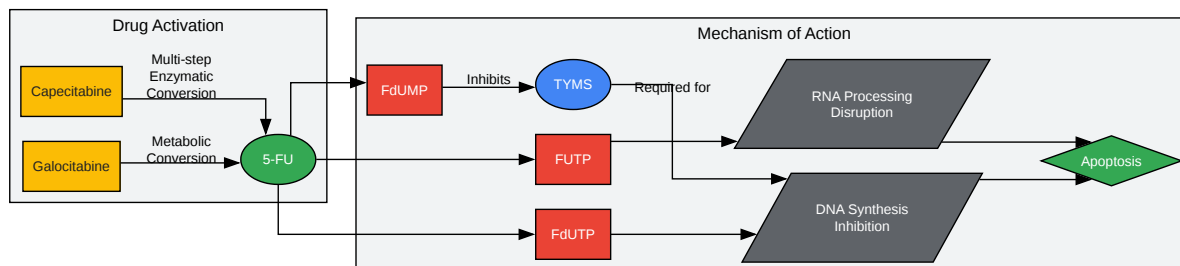 Drug Activation
Mechanism of Action
Multi-step
Enzymatic
Conversion
Capecitabine
Metabolic
Conversion
Galocitabine
5-FU
FdUMP
Inhibits
TYMS
Required for
RNA Processing
Disruption
FUTP
Apoptosis
DNA Synthesis
Inhibition
FdUTP